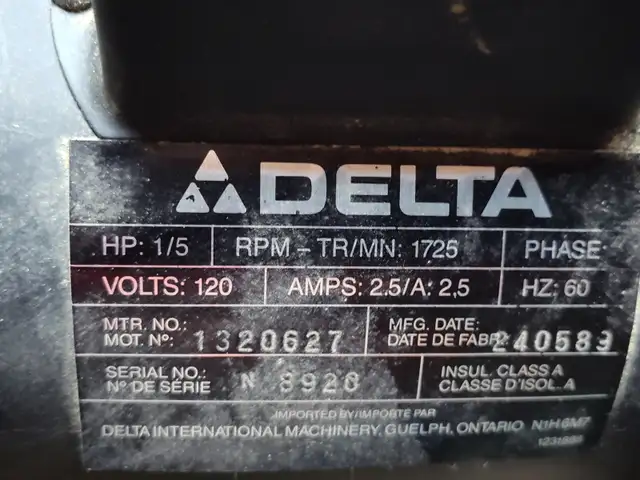 DELTA
HP: 1/5 RPM – TR/MN: 1725 PHASE
VOLTS: 120 AMPS: 2.5/A: 2,5 HZ: 60
MTR. NO.: MFG. DATE:
MOT. Nº: 1320627 DATE DE FABR. 240589
SERIAL NO.: INSUL. CLASS A
Nº DE SÉRIE N 8926 CLASSE D'ISOL. A
IMPORTED BY/IMPORTÉ PAR
DELTA INTERNATIONAL MACHINERY, GUELPH, ONTARIO N1H 6M7